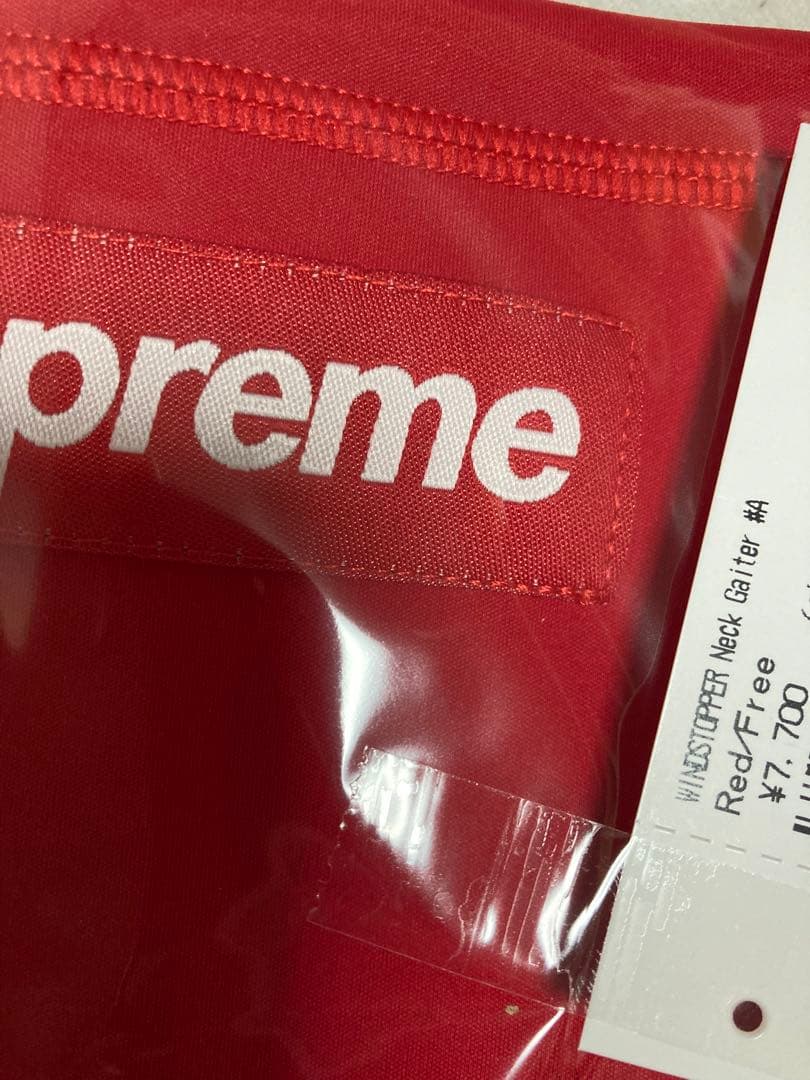 preme
WINDSTOPPER Neck Gaiter #A
Red/Free
¥7,700